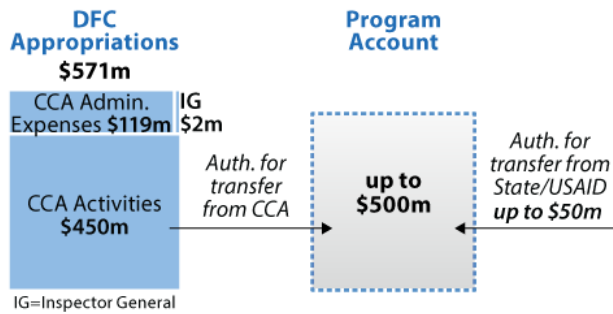 DFC
Appropriations
$571m
CCA Admin.
Expenses $119m
IG
$2m
CCA Activities
$450m
IG=Inspector General
Auth. for
transfer
from CCA
Program
Account
up to
$500m
Auth. for
transfer from
State/USAID
up to $50m